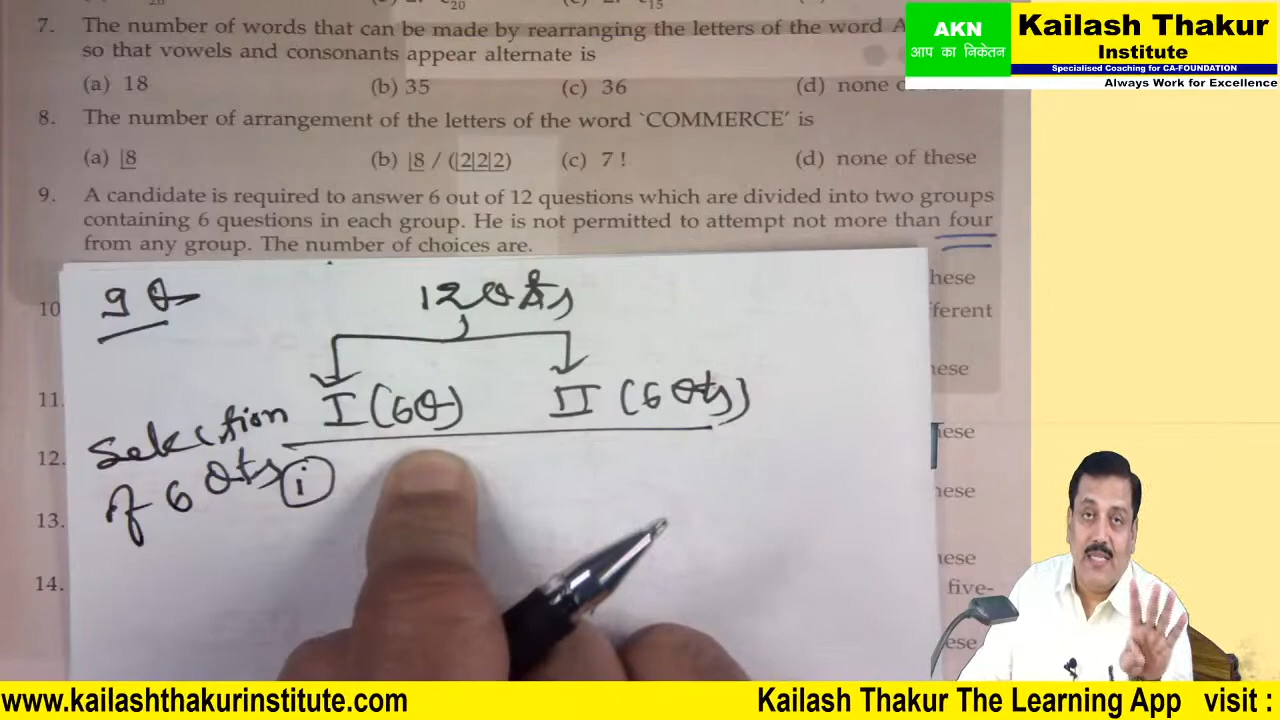 7. The number of words that can be made by rearranging the letters of the word A
so that vowels and consonants appear alternate is
(a) 18 (b) 35 (c) 36 (d) none
8. The number of arrangement of the letters of the word `COMMERCE' is
(a) |8 (b) |8 / (|2|2|2) (c) 7 ! (d) none of these
9. A candidate is required to answer 6 out of 12 questions which are divided into two groups
containing 6 questions in each group. He is not permitted to attempt not more than four
from any group. The number of choices are.
hese
10 fferent
hese
11.
ese
12.
ese
13.
ese
14. five-
ese
9 Q
12 Qts
I (6Q) II (6 Qts)
Selection
of 6 Qts (i)
AKN
आप का निकेतन
Kailash Thakur
Institute
Specialised Coaching for CA-FOUNDATION
Always Work for Excellence
www.kailashthakurinstitute.com Kailash Thakur The Learning App visit :